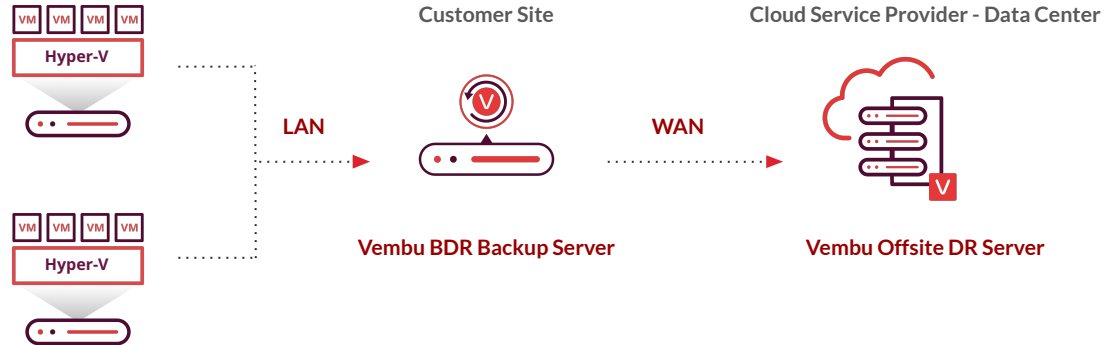 VM VM VM VM
Hyper-V
Customer Site
Cloud Service Provider - Data Center
V
LAN
WAN
V
VM VM VM VM
Hyper-V
Vembu BDR Backup Server
Vembu Offsite DR Server